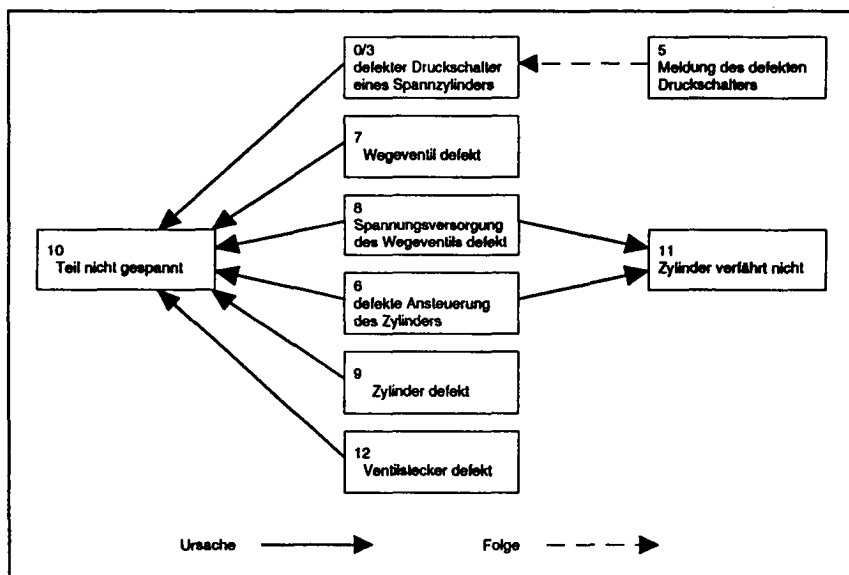 0/3
defekter Druckschalter
eines Spannzylinders
5
Meldung des defekten
Druckschalters
7
Wegeventil defekt
8
Spannungsversorgung
des Wegeventils defekt
10
Teil nicht gespannt
11
Zylinder verfährt nicht
6
defekte Ansteuerung
des Zylinders
9
Zylinder defekt
12
Ventilstecker defekt
Ursache
Folge